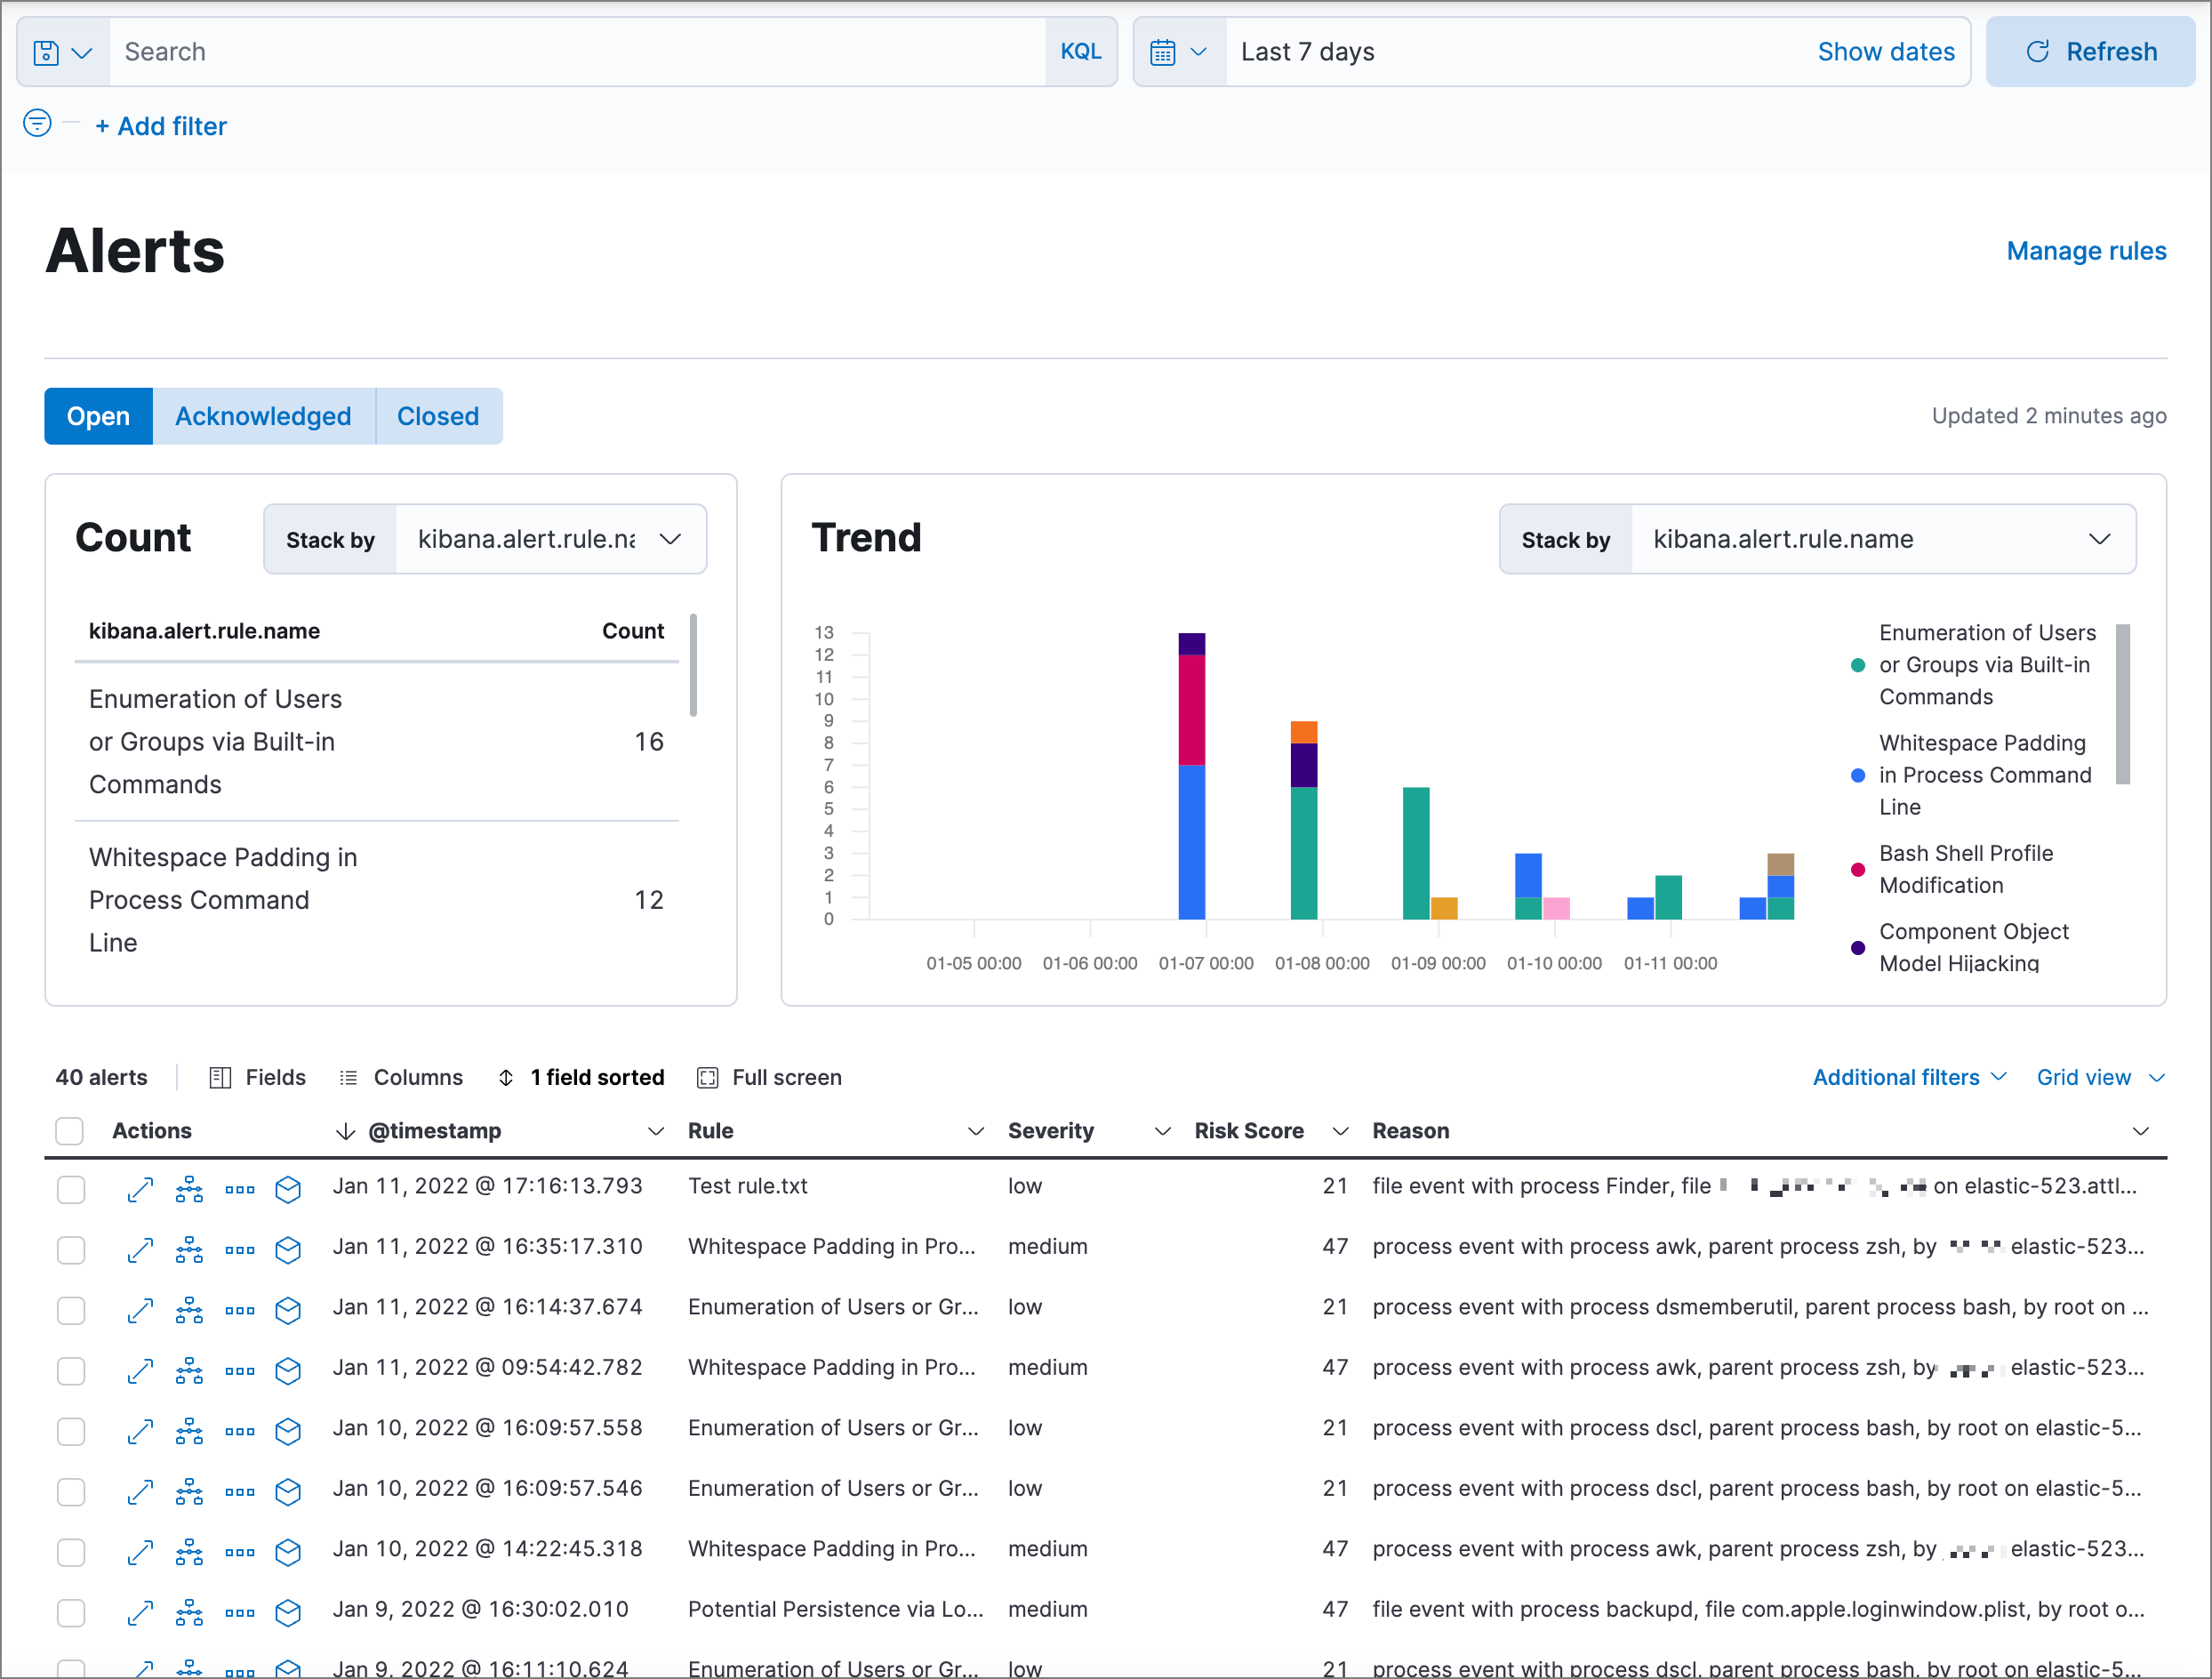 Search
KQL
Last 7 days
Show dates
Refresh
+ Add filter
Alerts
Manage rules
Open
Acknowledged
Closed
Updated 2 minutes ago
Count
Stack by
kibana.alert.rule.na
kibana.alert.rule.name
Count
Enumeration of Users
or Groups via Built-in
Commands
16
Whitespace Padding in
Process Command
Line
12
Trend
Stack by
kibana.alert.rule.name
13
12
11
10
9
8
7
6
5
4
3
2
1
0
01-05 00:00
01-06 00:00
01-07 00:00
01-08 00:00
01-09 00:00
01-10 00:00
01-11 00:00
Enumeration of Users
or Groups via Built-in
Commands
Whitespace Padding
in Process Command
Line
Bash Shell Profile
Modification
Component Object
Model Hijacking
40 alerts
Fields
Columns
1 field sorted
Full screen
Additional filters
Grid view
Actions @timestamp Rule Severity Risk Score Reason
Jan 11, 2022 @ 17:16:13.793 Test rule.txt low 21 file event with process Finder, file on elastic-523.attl...
Jan 11, 2022 @ 16:35:17.310 Whitespace Padding in Pro... medium 47 process event with process awk, parent process zsh, by elastic-523...
Jan 11, 2022 @ 16:14:37.674 Enumeration of Users or Gr... low 21 process event with process dsmemberutil, parent process bash, by root on ...
Jan 11, 2022 @ 09:54:42.782 Whitespace Padding in Pro... medium 47 process event with process awk, parent process zsh, by elastic-523...
Jan 10, 2022 @ 16:09:57.558 Enumeration of Users or Gr... low 21 process event with process dscl, parent process bash, by root on elastic-5...
Jan 10, 2022 @ 16:09:57.546 Enumeration of Users or Gr... low 21 process event with process dscl, parent process bash, by root on elastic-5...
Jan 10, 2022 @ 14:22:45.318 Whitespace Padding in Pro... medium 47 process event with process awk, parent process zsh, by elastic-523...
Jan 9, 2022 @ 16:30:02.010 Potential Persistence via Lo... medium 47 file event with process backupd, file com.apple.loginwindow.plist, by root o...
Jan 9, 2022 @ 16:11:10.624 Enumeration of Users or Gr... low 21 process event with process dscl, parent process bash, by root on elastic-5...